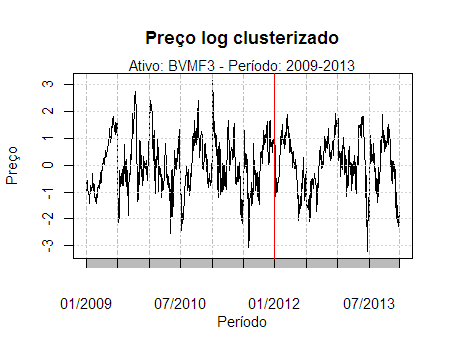 Preço log clusterizado
Ativo: BVMF3 - Período: 2009-2013
Preço
3
2
1
0
-1
-2
-3
01/2009 07/2010 01/2012 07/2013
Período